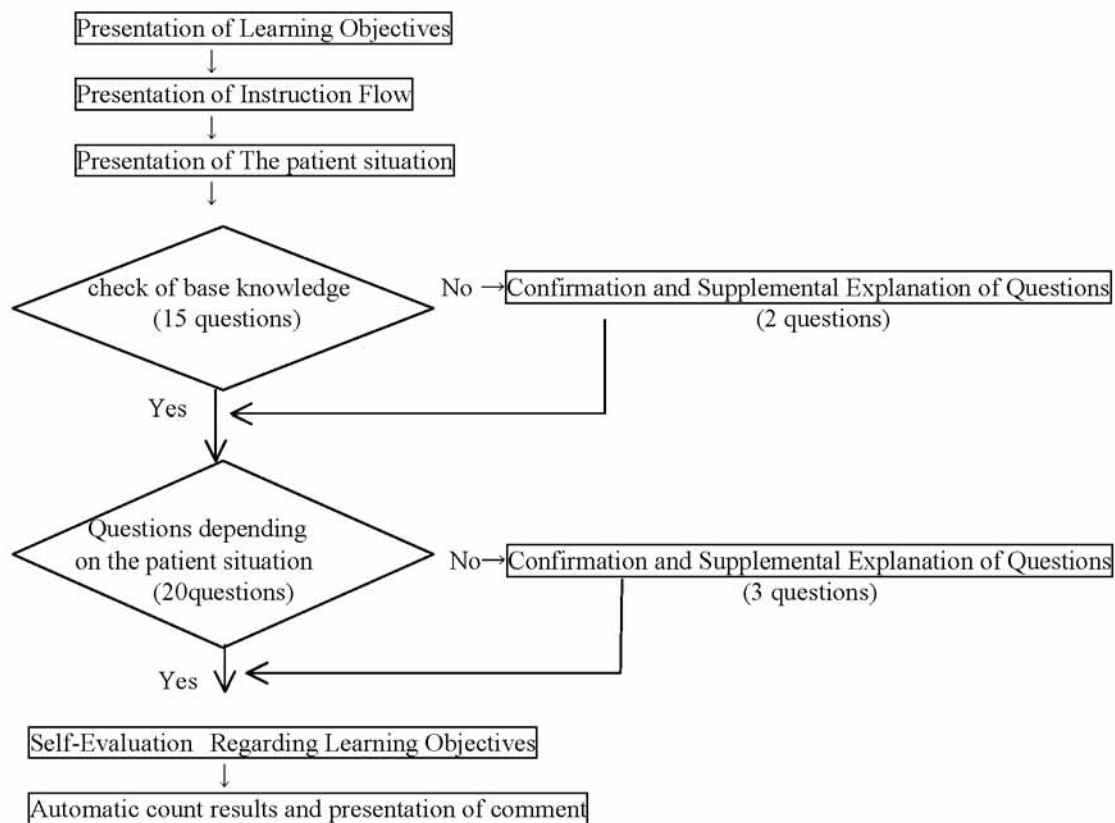 Presentation of Learning Objectives
↓
Presentation of Instruction Flow
↓
Presentation of The patient situation
↓
check of base knowledge
(15 questions)
No →
Confirmation and Supplemental Explanation of Questions
(2 questions)
Yes
Questions depending
on the patient situation
(20questions)
No→
Confirmation and Supplemental Explanation of Questions
(3 questions)
Yes
Self-Evaluation Regarding Learning Objectives
↓
Automatic count results and presentation of comment